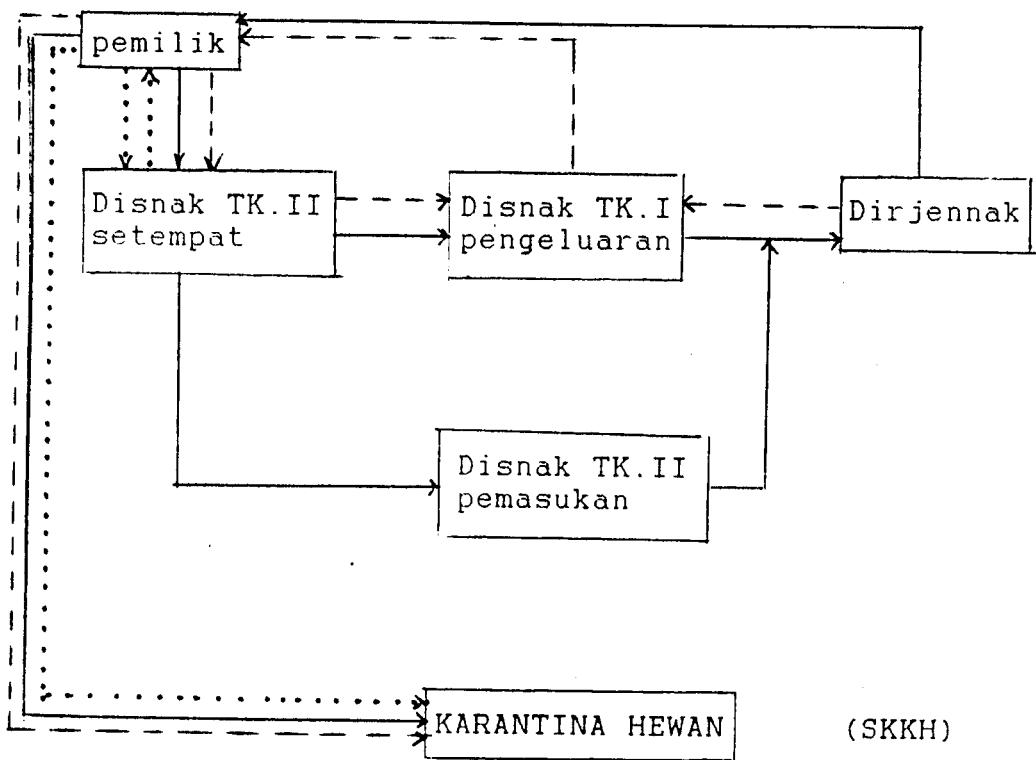 pemilik
Disnak TK.II
setempat
Disnak TK.I
pengeluaran
Dirjennak
Disnak TK.II
pemasukan
KARANTINA HEWAN
(SKKH)